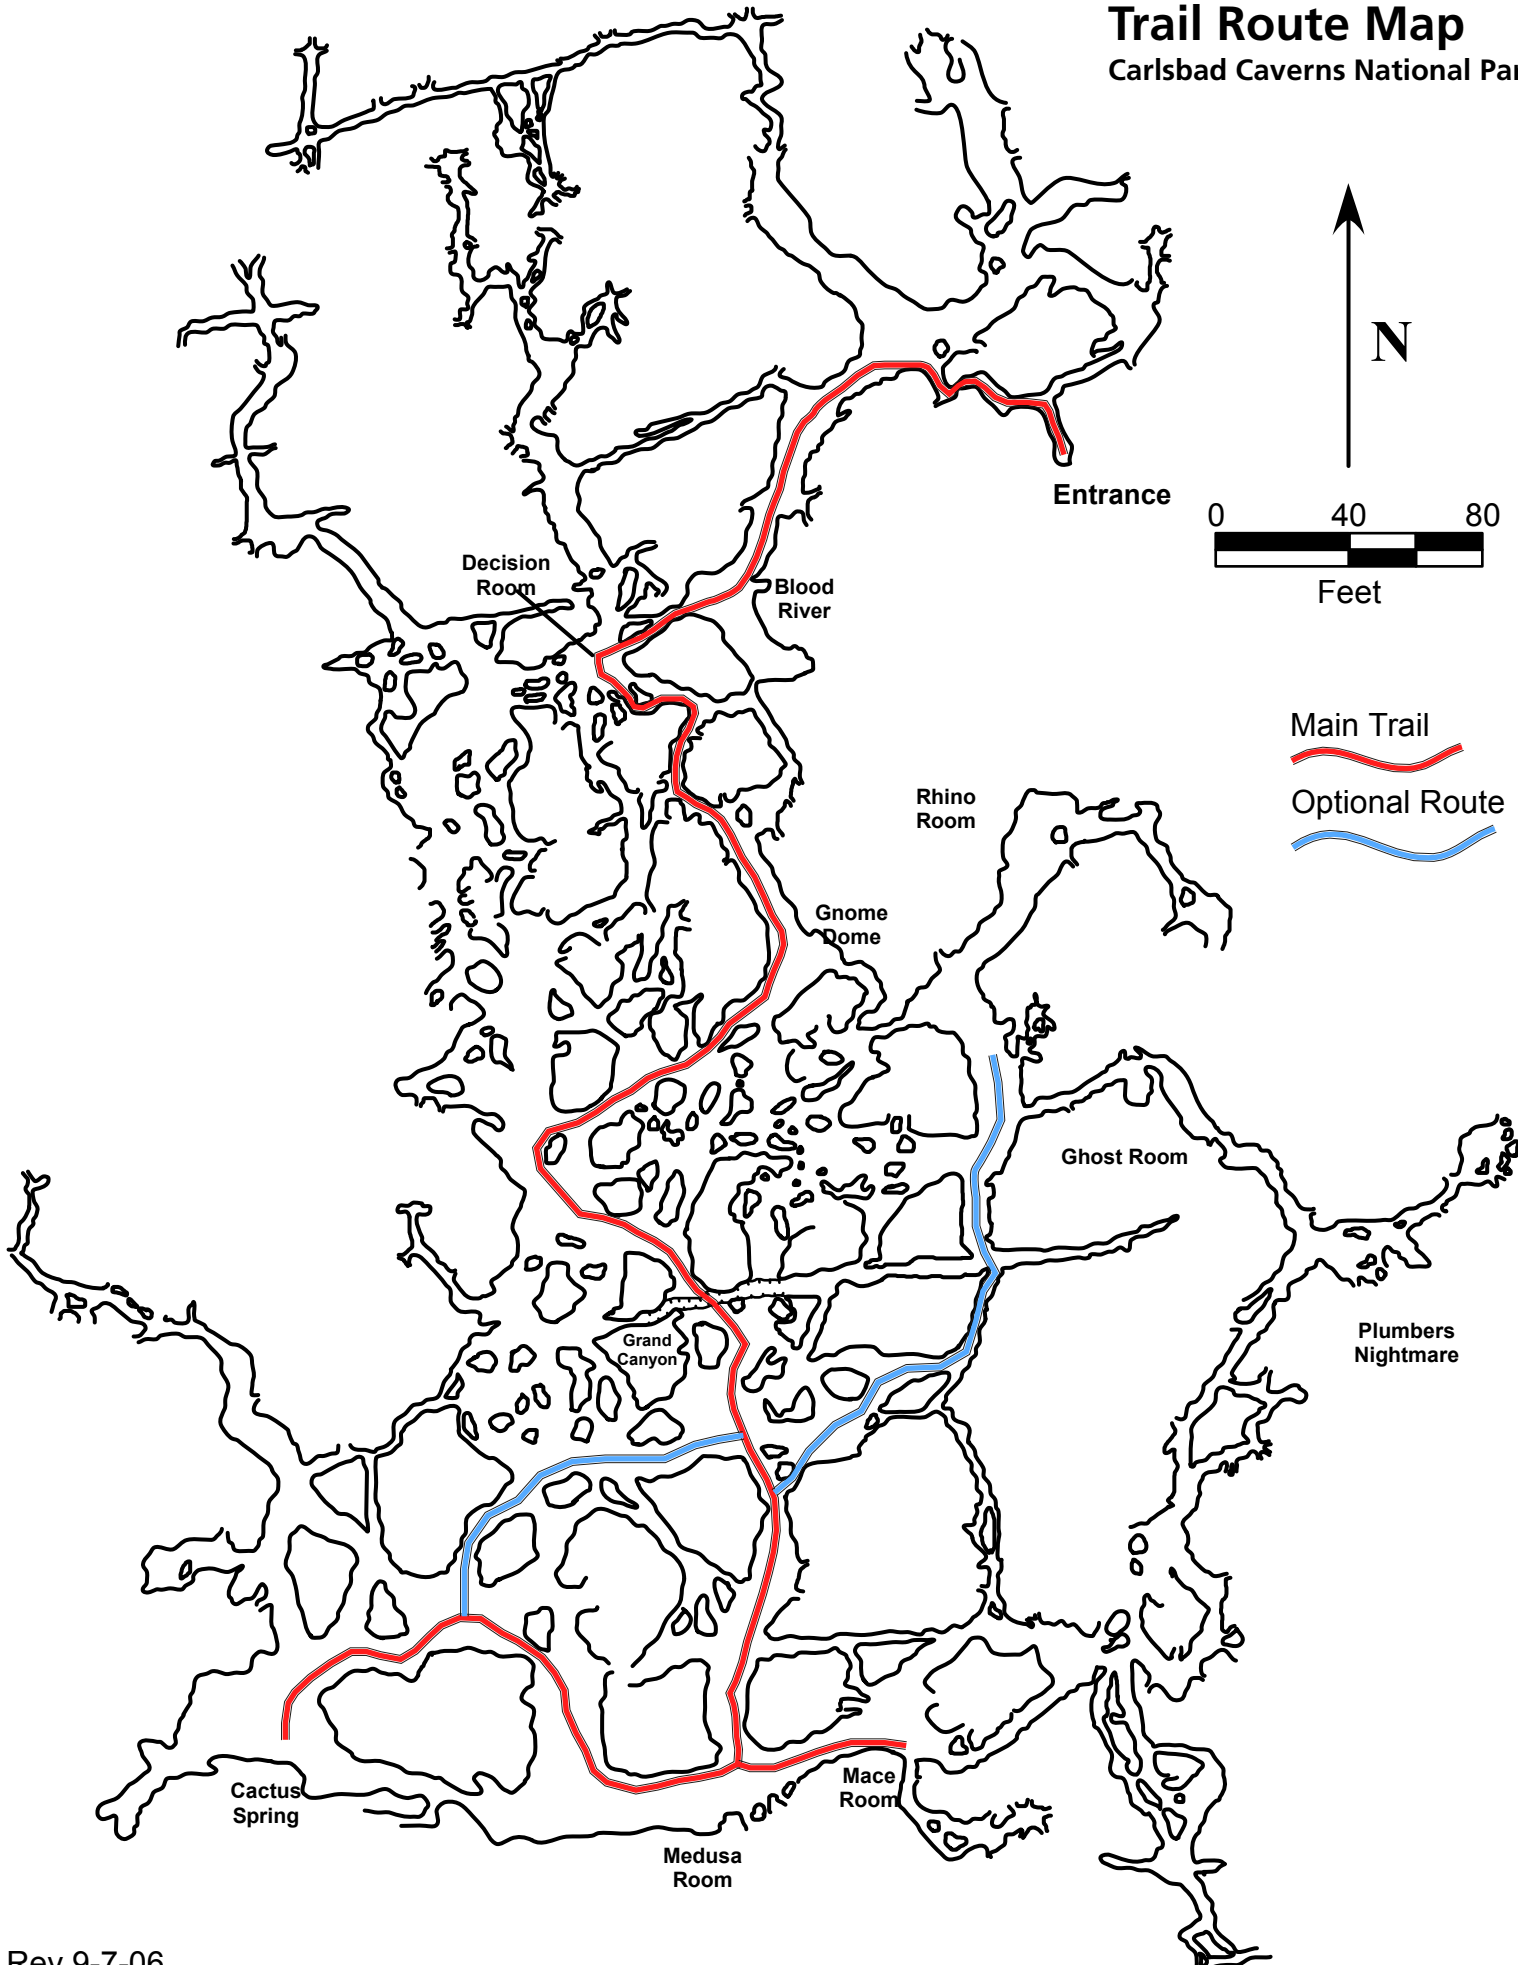 Trail Route Map
Carlsbad Caverns National Par
N
Entrance
0 40 80
Feet
Decision
Room
Blood
River
Main Trail
Optional Route
Rhino
Room
Gnome
Dome
Ghost Room
Grand
Canyon
Plumbers
Nightmare
Cactus
Spring
Mace
Room
Medusa
Room
Rev 9-7-06